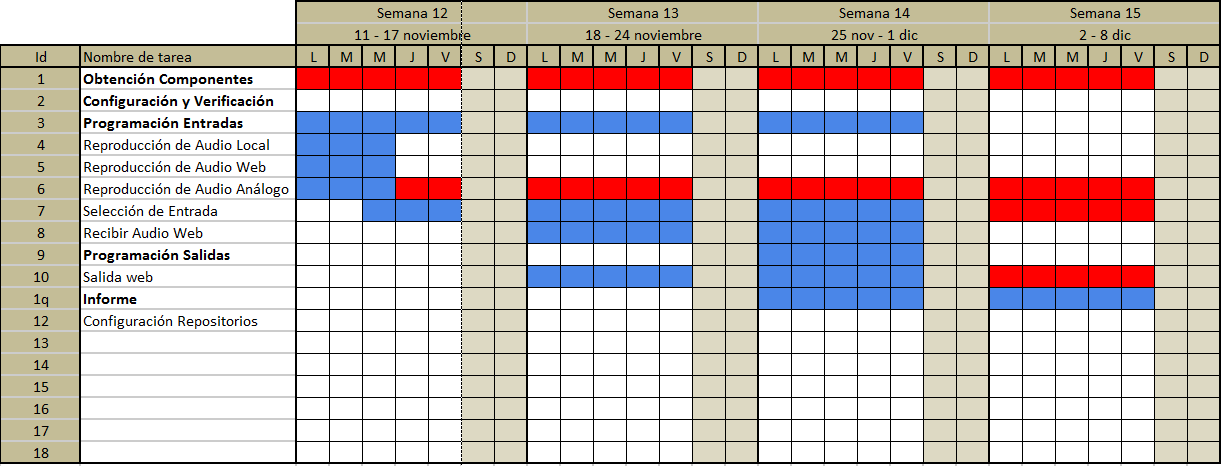 Semana 12 Semana 13 Semana 14 Semana 15
11 - 17 noviembre 18 - 24 noviembre 25 nov - 1 dic 2 - 8 dic
Id Nombre de tarea L M M J V S D L M M J V S D L M M J V S D L M M J V S D
1 Obtención Componentes
2 Configuración y Verificación
3 Programación Entradas
4 Reproducción de Audio Local
5 Reproducción de Audio Web
6 Reproducción de Audio Análogo
7 Selección de Entrada
8 Recibir Audio Web
9 Programación Salidas
10 Salida web
1q Informe
12 Configuración Repositorios
13
14
15
16
17
18